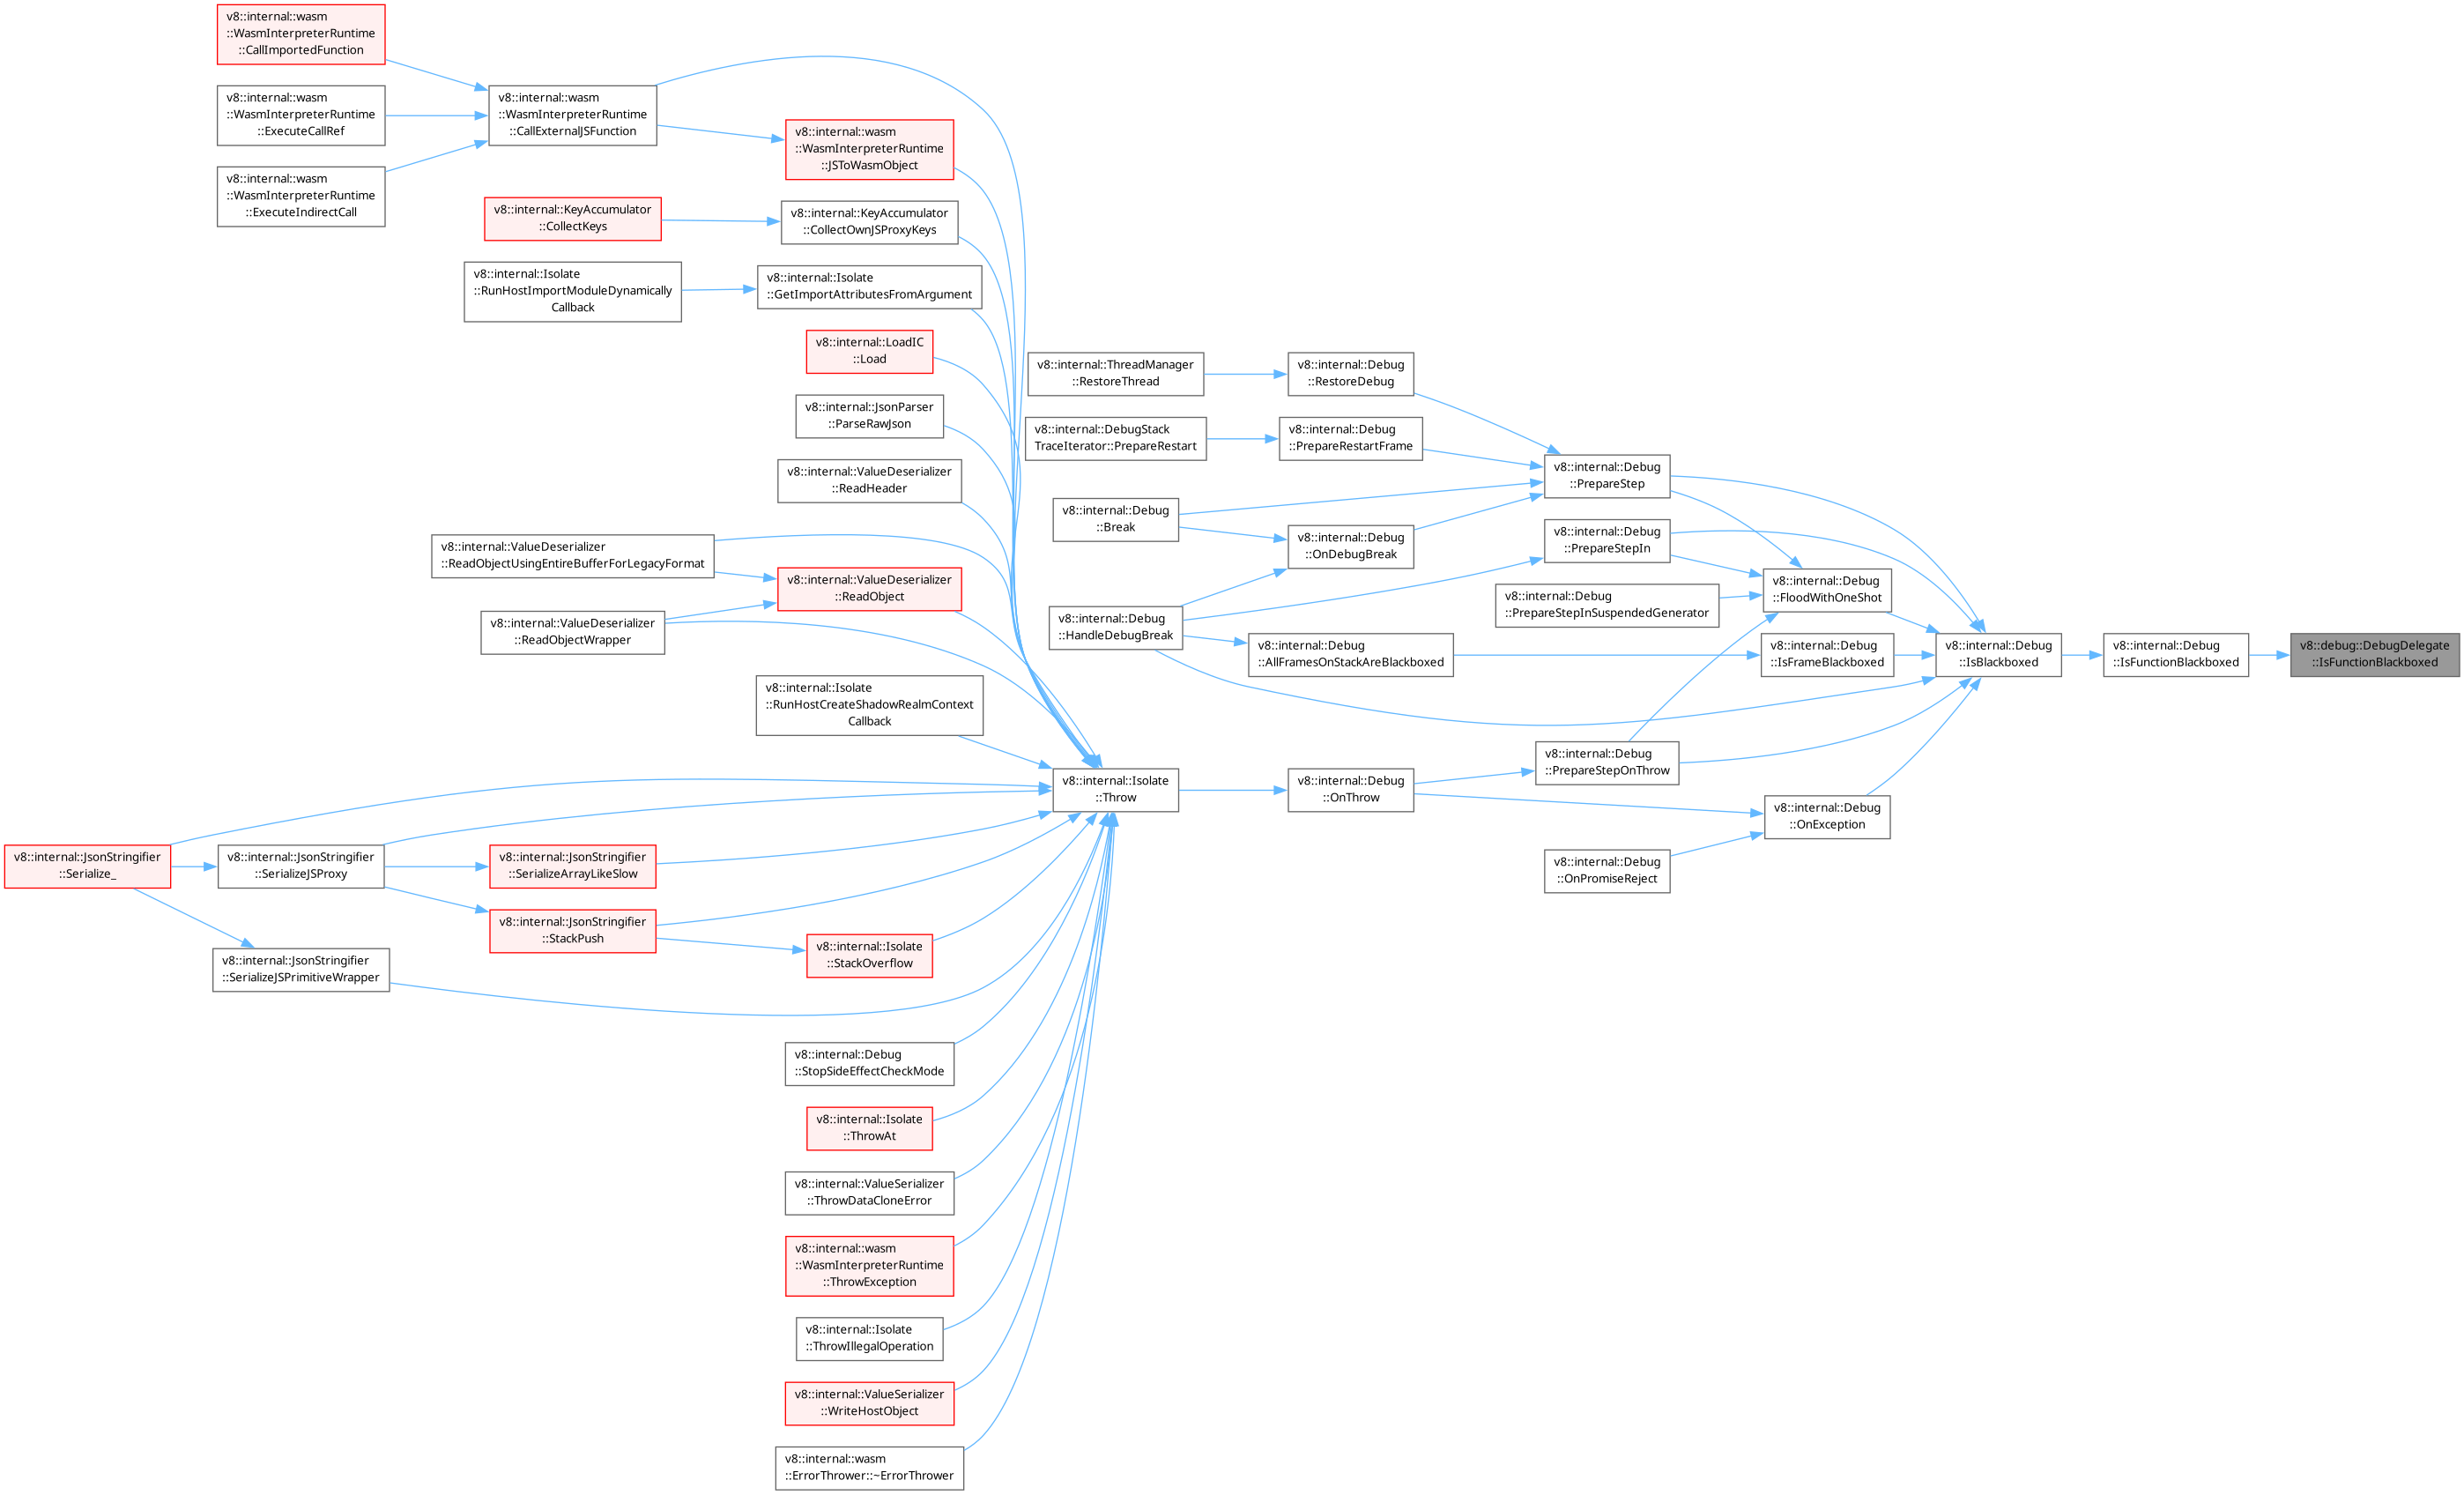 v8::internal::wasm
::WasmInterpreterRuntime
::CallImportedFunction
v8::internal::wasm
::WasmInterpreterRuntime
::ExecuteCallRef
v8::internal::wasm
::WasmInterpreterRuntime
::ExecuteIndirectCall
v8::internal::wasm
::WasmInterpreterRuntime
::CallExternalJSFunction
v8::internal::wasm
::WasmInterpreterRuntime
::JSToWasmObject
v8::internal::KeyAccumulator
::CollectKeys
v8::internal::KeyAccumulator
::CollectOwnJSProxyKeys
v8::internal::Isolate
::RunHostImportModuleDynamically
Callback
v8::internal::Isolate
::GetImportAttributesFromArgument
v8::internal::LoadIC
::Load
v8::internal::JsonParser
::ParseRawJson
v8::internal::ValueDeserializer
::ReadHeader
v8::internal::ValueDeserializer
::ReadObjectUsingEntireBufferForLegacyFormat
v8::internal::ValueDeserializer
::ReadObject
v8::internal::ValueDeserializer
::ReadObjectWrapper
v8::internal::Isolate
::RunHostCreateShadowRealmContext
Callback
v8::internal::Isolate
::Throw
v8::internal::JsonStringifier
::Serialize_
v8::internal::JsonStringifier
::SerializeJSProxy
v8::internal::JsonStringifier
::SerializeArrayLikeSlow
v8::internal::JsonStringifier
::StackPush
v8::internal::Isolate
::StackOverflow
v8::internal::JsonStringifier
::SerializeJSPrimitiveWrapper
v8::internal::Debug
::StopSideEffectCheckMode
v8::internal::Isolate
::ThrowAt
v8::internal::ValueSerializer
::ThrowDataCloneError
v8::internal::wasm
::WasmInterpreterRuntime
::ThrowException
v8::internal::Isolate
::ThrowIllegalOperation
v8::internal::ValueSerializer
::WriteHostObject
v8::internal::wasm
::ErrorThrower::~ErrorThrower
v8::internal::ThreadManager
::RestoreThread
v8::internal::Debug
::RestoreDebug
v8::internal::DebugStack
TraceIterator::PrepareRestart
v8::internal::Debug
::PrepareRestartFrame
v8::internal::Debug
::PrepareStep
v8::internal::Debug
::Break
v8::internal::Debug
::OnDebugBreak
v8::internal::Debug
::PrepareStepIn
v8::internal::Debug
::PrepareStepInSuspendedGenerator
v8::internal::Debug
::FloodWithOneShot
v8::internal::Debug
::HandleDebugBreak
v8::internal::Debug
::AllFramesOnStackAreBlackboxed
v8::internal::Debug
::IsFrameBlackboxed
v8::internal::Debug
::IsBlackboxed
v8::internal::Debug
::IsFunctionBlackboxed
v8::debug::DebugDelegate
::IsFunctionBlackboxed
v8::internal::Debug
::PrepareStepOnThrow
v8::internal::Debug
::OnThrow
v8::internal::Debug
::OnException
v8::internal::Debug
::OnPromiseReject